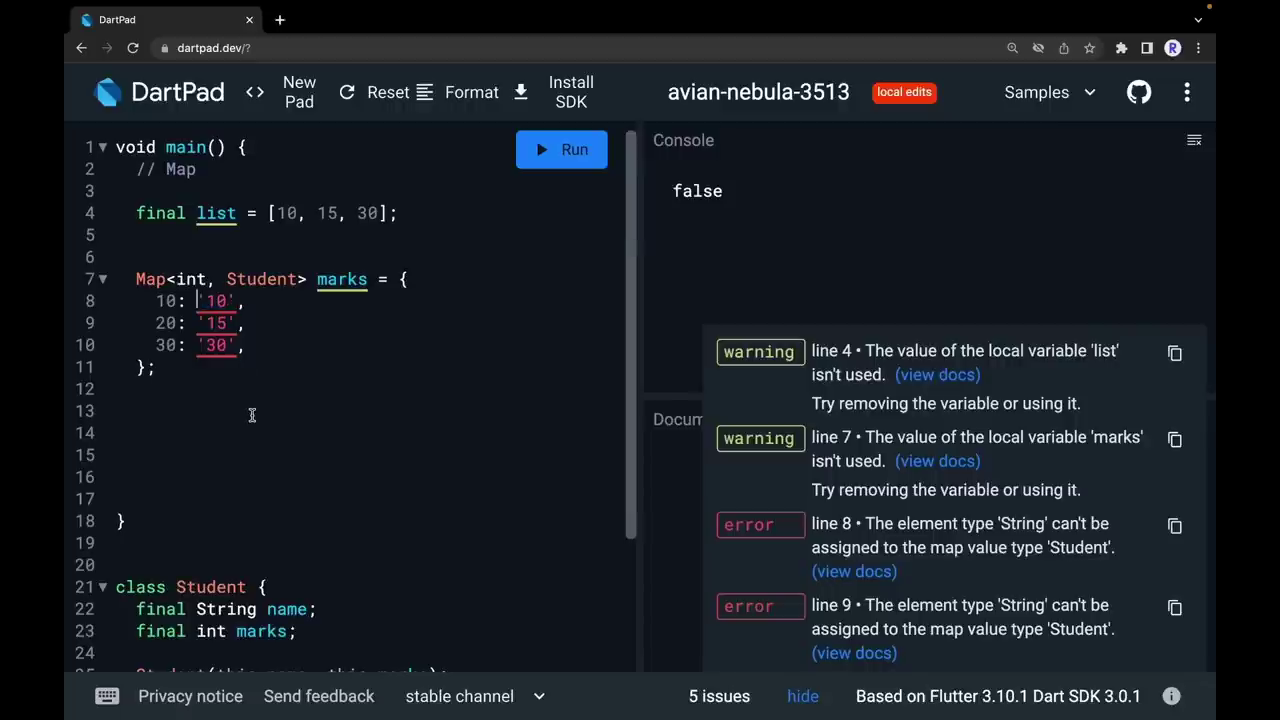 DartPad
dartpad.dev/?
R
DartPad
<> New Pad
Reset
Format
Install SDK
avian-nebula-3513
local edits
Samples
1 void main() {
2 // Map
3
4 final list = [10, 15, 30];
5
6
7 Map<int, Student> marks = {
8 10: '10',
9 20: '15',
10 30: '30',
11 };
12
13
14
15
16
17
18 }
19
20
21 class Student {
22 final String name;
23 final int marks;
24
Run
Console
false
Docum
warning line 4 • The value of the local variable 'list'
isn't used. (view docs)
Try removing the variable or using it.
warning line 7 • The value of the local variable 'marks'
isn't used. (view docs)
Try removing the variable or using it.
error line 8 • The element type 'String' can't be
assigned to the map value type 'Student'.
(view docs)
error line 9 • The element type 'String' can't be
assigned to the map value type 'Student'.
(view docs)
Privacy notice
Send feedback
stable channel
5 issues
hide
Based on Flutter 3.10.1 Dart SDK 3.0.1